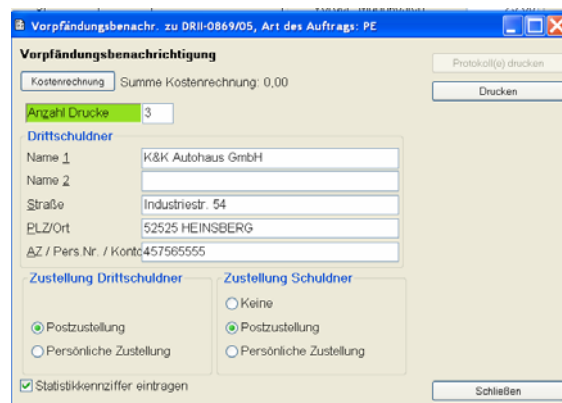 Vorpfändungsbenachr. zu DRII-0869/05, Art des Auftrags: PE
Vorpfändungsbenachrichtigung
Protokoll(e) drucken
Kostenrechnung Summe Kostenrechnung: 0,00
Drucken
Anzahl Drucke 3
Drittschuldner
Name 1 K&K Autohaus GmbH
Name 2
Straße Industriestr. 54
PLZ/Ort 52525 HEINSBERG
AZ / Pers.Nr. / Konto 457565555
Zustellung Drittschuldner
Postzustellung
Persönliche Zustellung
Zustellung Schuldner
Keine
Postzustellung
Persönliche Zustellung
Statistikkennziffer eintragen
Schließen